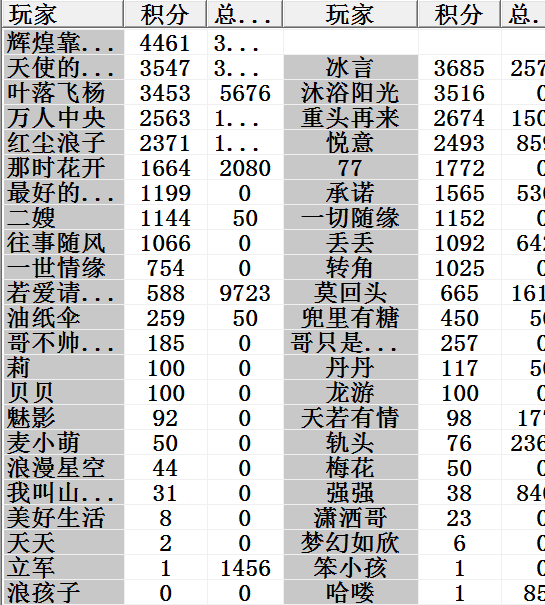 玩家 积分 总... 玩家 积分 总...
辉煌靠... 4461 3...
天使的... 3547 3... 冰言 3685 257
叶落飞杨 3453 5676 沐浴阳光 3516 0
万人中央 2563 1... 重头再来 2674 150
红尘浪子 2371 1... 悦意 2493 859
那时花开 1664 2080 77 1772 0
最好的... 1199 0 承诺 1565 530
二嫂 1144 50 一切随缘 1152 0
往事随风 1066 0 丢丢 1092 642
一世情缘 754 0 转角 1025 0
若爱请... 588 9723 莫回头 665 161
油纸伞 259 50 兜里有糖 450 50
哥不帅... 185 0 哥只是... 257 0
莉 100 0 丹丹 117 50
贝贝 100 0 龙游 100 0
魅影 92 0 天若有情 98 177
麦小萌 50 0 轨头 76 236
浪漫星空 44 0 梅花 50 0
我叫山... 31 0 强强 38 840
美好生活 8 0 潇洒哥 23 0
天天 2 0 梦幻如欣 6 0
立军 1 1456 笨小孩 1 0
浪孩子 0 0 哈喽 1 85